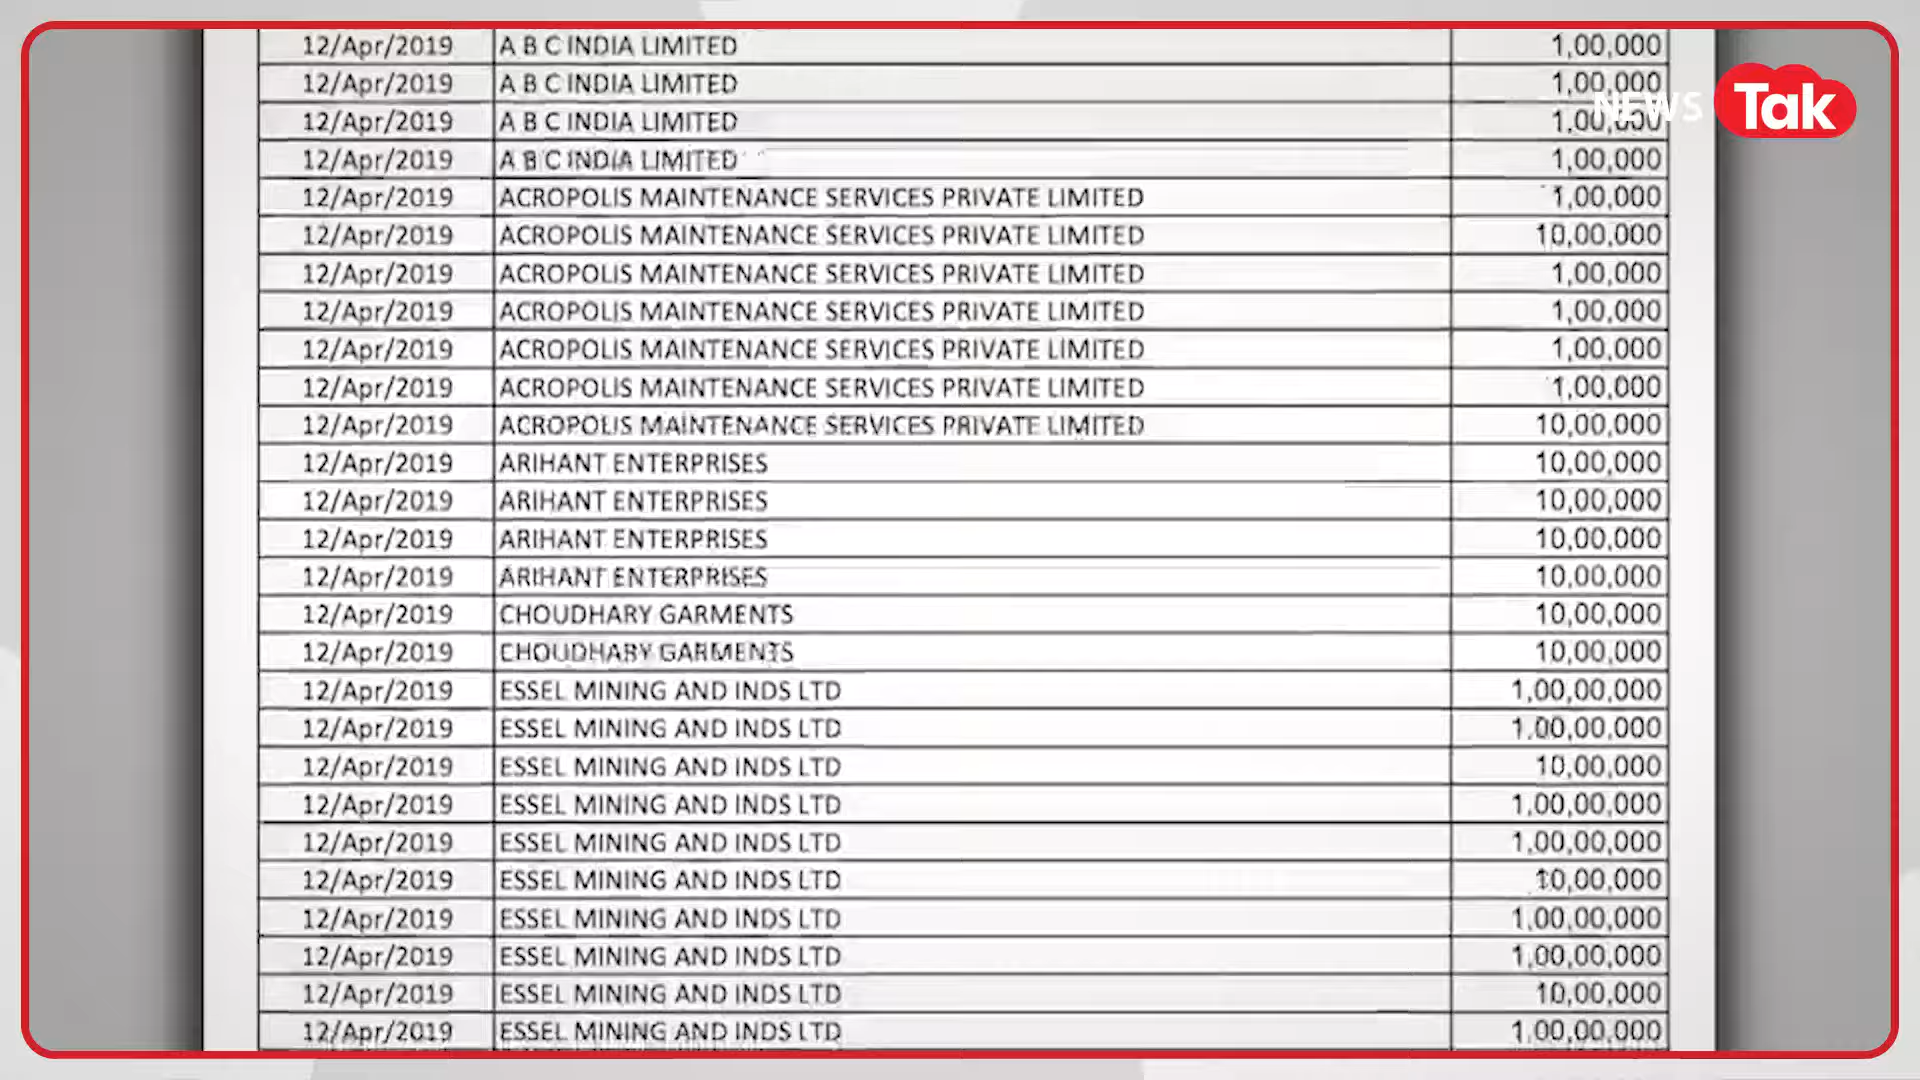 12/Apr/2019 A B C INDIA LIMITED 1,00,000
12/Apr/2019 A B C INDIA LIMITED 1,00,000
NEWS Tak
12/Apr/2019 A B C INDIA LIMITED 1,00,000
12/Apr/2019 A B C INDIA LIMITED 1,00,000
12/Apr/2019 ACROPOLIS MAINTENANCE SERVICES PRIVATE LIMITED 1,00,000
12/Apr/2019 ACROPOLIS MAINTENANCE SERVICES PRIVATE LIMITED 10,00,000
12/Apr/2019 ACROPOLIS MAINTENANCE SERVICES PRIVATE LIMITED 1,00,000
12/Apr/2019 ACROPOLIS MAINTENANCE SERVICES PRIVATE LIMITED 1,00,000
12/Apr/2019 ACROPOLIS MAINTENANCE SERVICES PRIVATE LIMITED 1,00,000
12/Apr/2019 ACROPOLIS MAINTENANCE SERVICES PRIVATE LIMITED 1,00,000
12/Apr/2019 ACROPOLIS MAINTENANCE SERVICES PRIVATE LIMITED 10,00,000
12/Apr/2019 ARIHANT ENTERPRISES 10,00,000
12/Apr/2019 ARIHANT ENTERPRISES 10,00,000
12/Apr/2019 ARIHANT ENTERPRISES 10,00,000
12/Apr/2019 ARIHANT ENTERPRISES 10,00,000
12/Apr/2019 CHOUDHARY GARMENTS 10,00,000
12/Apr/2019 CHOUDHARY GARMENTS 10,00,000
12/Apr/2019 ESSEL MINING AND INDS LTD 1,00,00,000
12/Apr/2019 ESSEL MINING AND INDS LTD 1,00,00,000
12/Apr/2019 ESSEL MINING AND INDS LTD 10,00,000
12/Apr/2019 ESSEL MINING AND INDS LTD 1,00,00,000
12/Apr/2019 ESSEL MINING AND INDS LTD 1,00,00,000
12/Apr/2019 ESSEL MINING AND INDS LTD 10,00,000
12/Apr/2019 ESSEL MINING AND INDS LTD 1,00,00,000
12/Apr/2019 ESSEL MINING AND INDS LTD 1,00,00,000
12/Apr/2019 ESSEL MINING AND INDS LTD 10,00,000
12/Apr/2019 ESSEL MINING AND INDS LTD 1,00,00,000